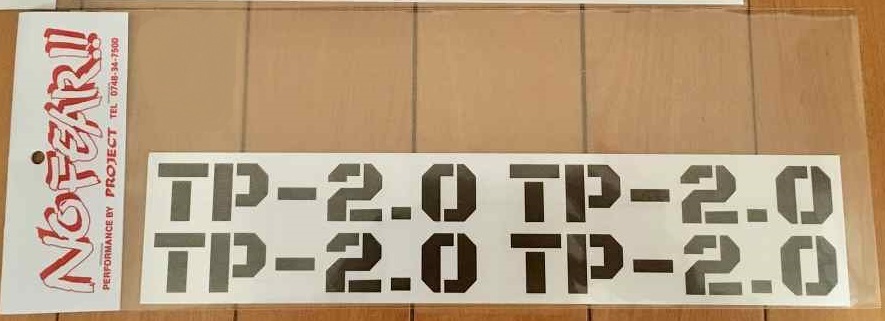 NO FEAR!!
PERFORMANCE BY PROJECT TEL 0748-34-7500
TP-2.0 TP-2.0
TP-2.0 TP-2.0